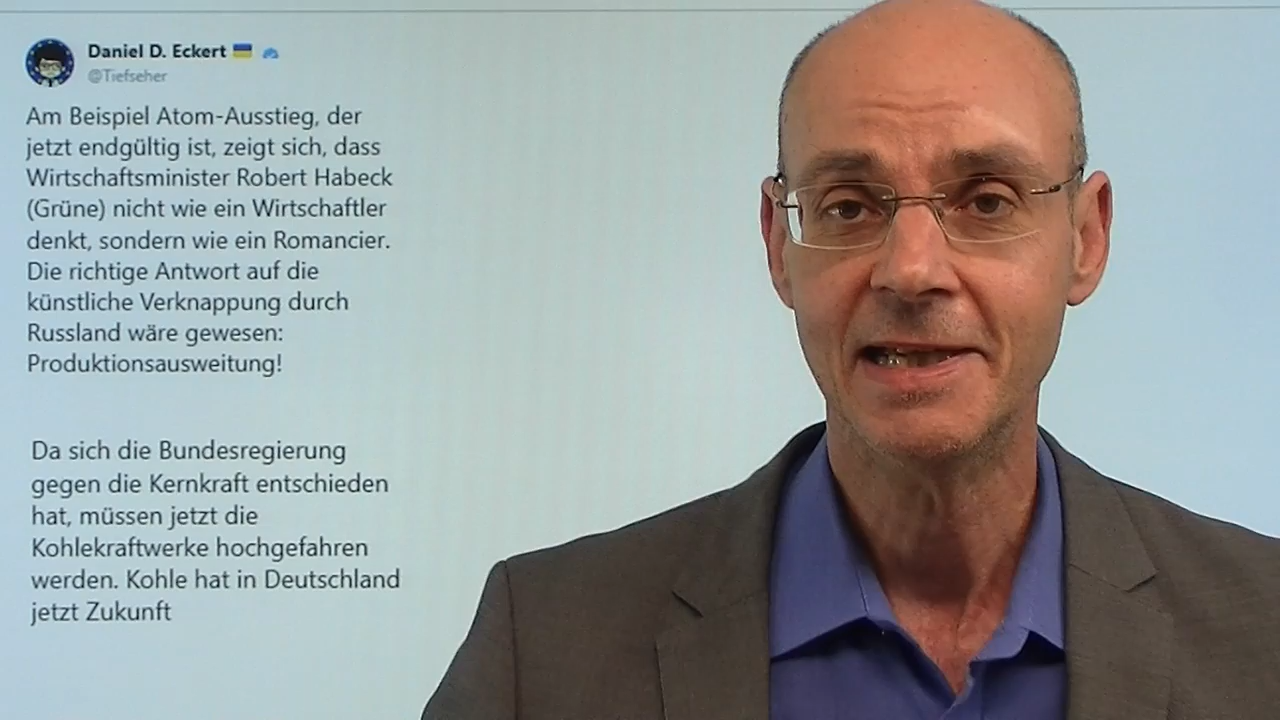 Daniel D. Eckert 🇺🇦
@Tiefseher
Am Beispiel Atom-Ausstieg, der
jetzt endgültig ist, zeigt sich, dass
Wirtschaftsminister Robert Habeck
(Grüne) nicht wie ein Wirtschaftler
denkt, sondern wie ein Romancier.
Die richtige Antwort auf die
künstliche Verknappung durch
Russland wäre gewesen:
Produktionsausweitung!
Da sich die Bundesregierung
gegen die Kernkraft entschieden
hat, müssen jetzt die
Kohlekraftwerke hochgefahren
werden. Kohle hat in Deutschland
jetzt Zukunft